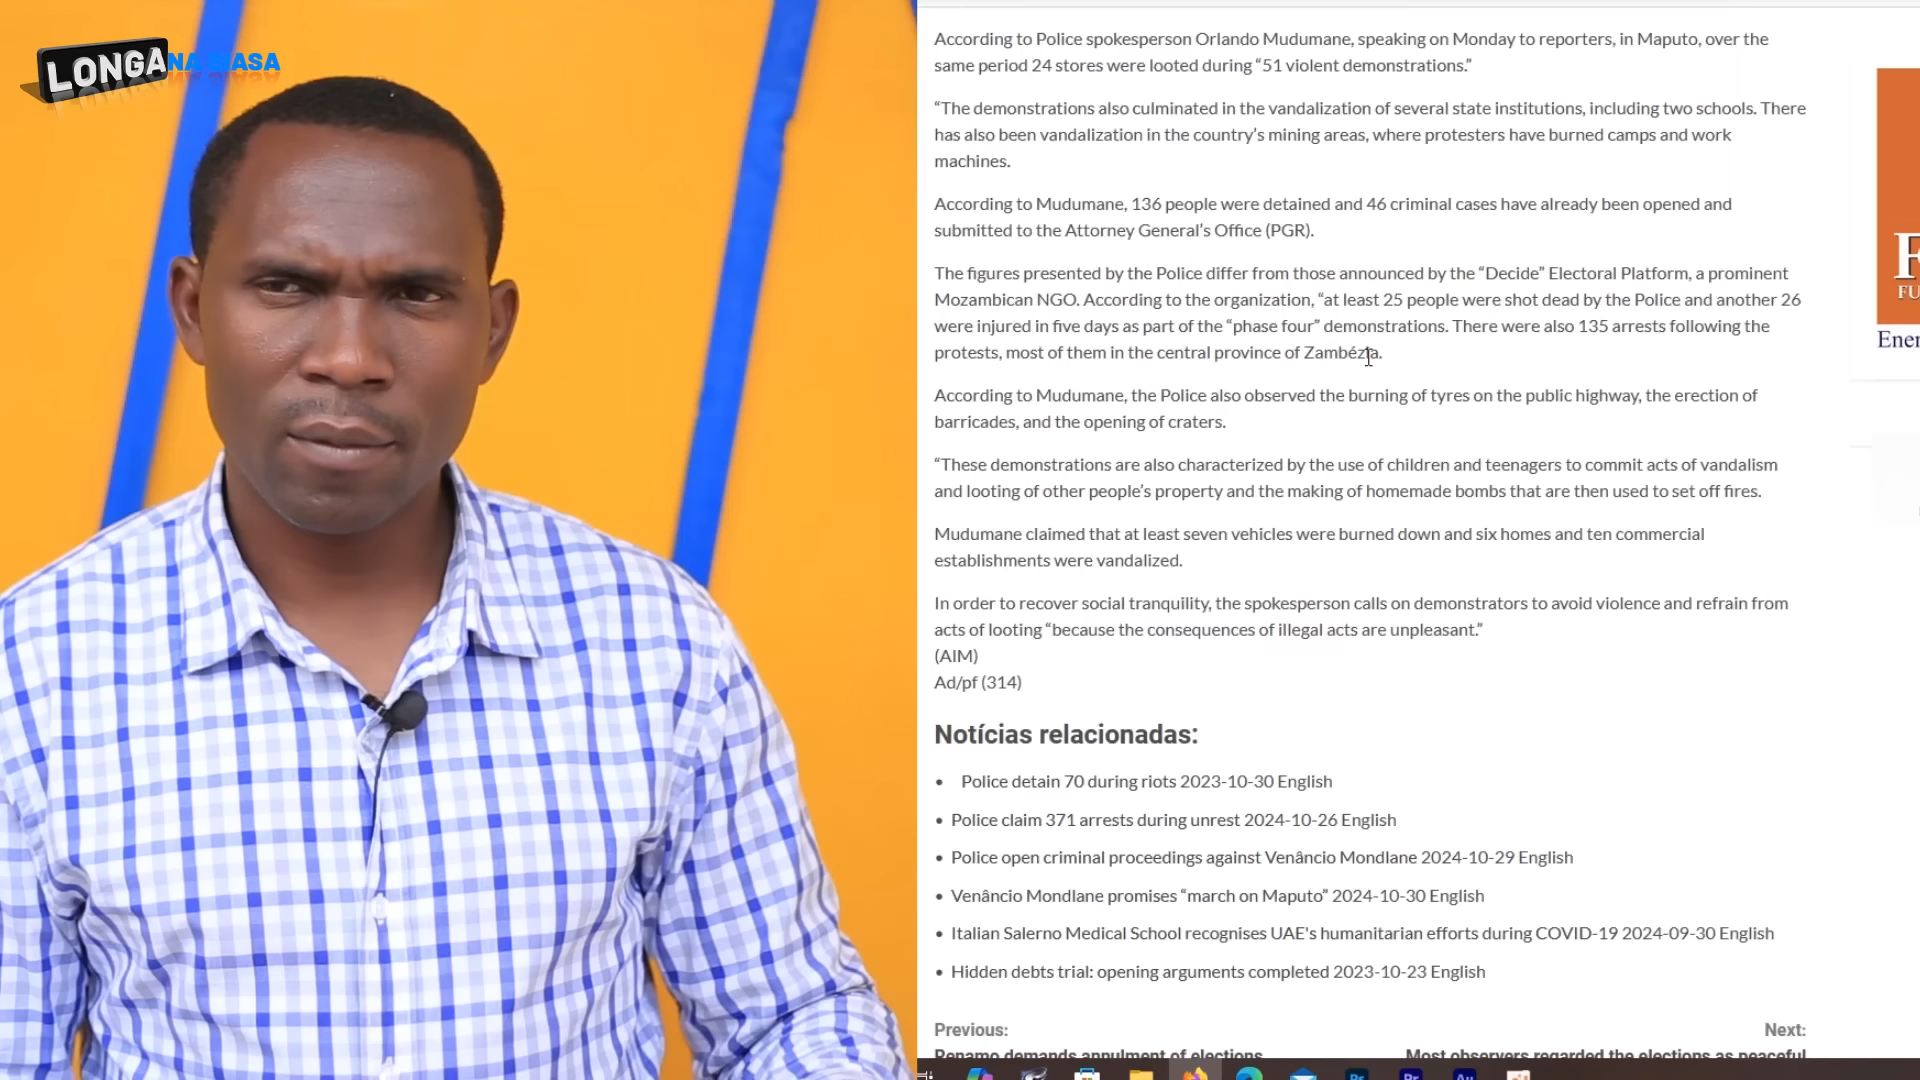 LONGA NA
According to Police spokesperson Orlando Mudumane, speaking on Monday to reporters, in Maputo, over the
same period 24 stores were looted during “51 violent demonstrations.”
“The demonstrations also culminated in the vandalization of several state institutions, including two schools. There
has also been vandalization in the country’s mining areas, where protesters have burned camps and work
machines.
According to Mudumane, 136 people were detained and 46 criminal cases have already been opened and
submitted to the Attorney General’s Office (PGR).
The figures presented by the Police differ from those announced by the “Decide” Electoral Platform, a prominent
Mozambican NGO. According to the organization, “at least 25 people were shot dead by the Police and another 26
were injured in five days as part of the “phase four” demonstrations. There were also 135 arrests following the
protests, most of them in the central province of Zambézia.
According to Mudumane, the Police also observed the burning of tyres on the public highway, the erection of
barricades, and the opening of craters.
“These demonstrations are also characterized by the use of children and teenagers to commit acts of vandalism
and looting of other people’s property and the making of homemade bombs that are then used to set off fires.
Mudumane claimed that at least seven vehicles were burned down and six homes and ten commercial
establishments were vandalized.
In order to recover social tranquility, the spokesperson calls on demonstrators to avoid violence and refrain from
acts of looting “because the consequences of illegal acts are unpleasant.”
(AIM)
Ad/pf (314)
Notícias relacionadas:
• Police detain 70 during riots 2023-10-30 English
• Police claim 371 arrests during unrest 2024-10-26 English
• Police open criminal proceedings against Venâncio Mondlane 2024-10-29 English
• Venâncio Mondlane promises “march on Maputo” 2024-10-30 English
• Italian Salerno Medical School recognises UAE's humanitarian efforts during COVID-19 2024-09-30 English
• Hidden debts trial: opening arguments completed 2023-10-23 English
Previous:
Next:
Renamo demands annulment of elections
Most observers regarded the elections as peaceful
FU
Ener
Ps
Pr
Au